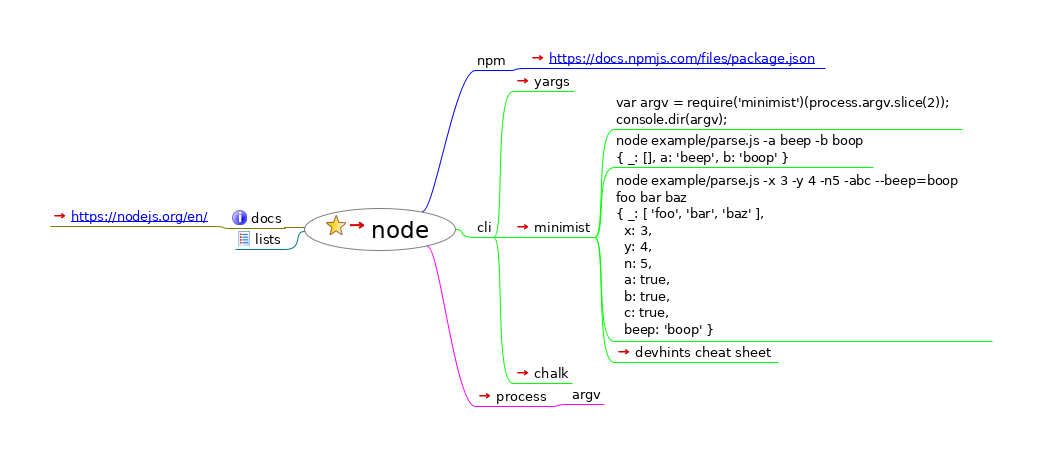 npm
https://docs.npmjs.com/files/package.json
yargs
var argv = require('minimist')(process.argv.slice(2));
console.dir(argv);
node example/parse.js -a beep -b boop
{ _: [], a: 'beep', b: 'boop' }
node example/parse.js -x 3 -y 4 -n5 -abc --beep=boop
foo bar baz
{ _: [ 'foo', 'bar', 'baz' ],
  x: 3,
  y: 4,
  n: 5,
  a: true,
  b: true,
  c: true,
  beep: 'boop' }
https://nodejs.org/en/
docs
lists
node
cli
minimist
devhints cheat sheet
chalk
process
argv